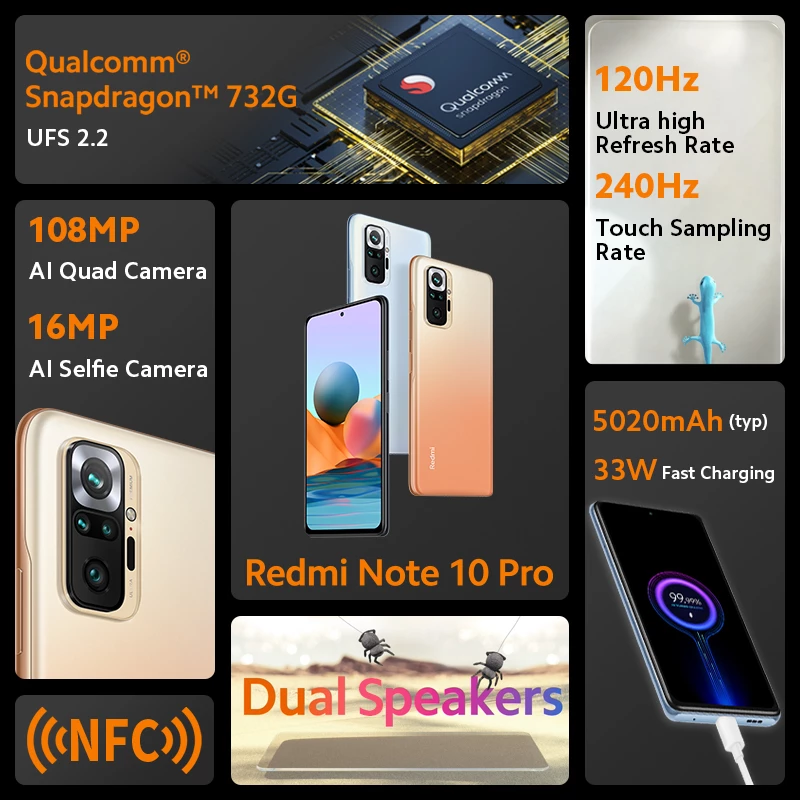 Qualcomm®
Snapdragon™ 732G
UFS 2.2
Qualcomm
snapdragon
120Hz
Ultra high
Refresh Rate
240Hz
Touch Sampling
Rate
108MP
AI Quad Camera
16MP
AI Selfie Camera
Redmi
Redmi Note 10 Pro
5020mAh (typ)
33W Fast Charging
99.99%
Dual Speakers
NFC